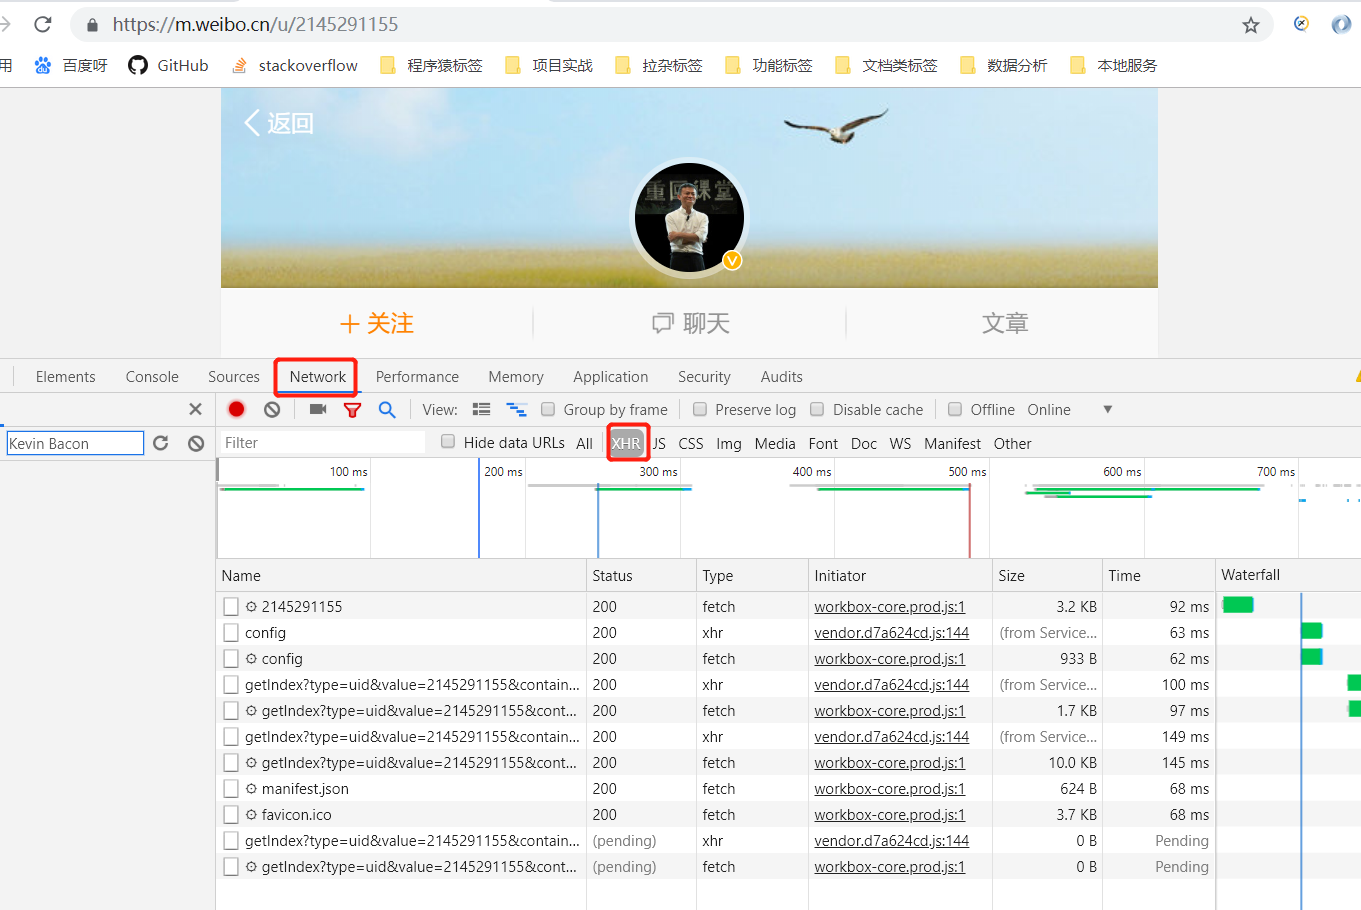 https://m.weibo.cn/u/2145291155
用 百度呀 GitHub stackoverflow 程序猿标签 项目实战 拉杂标签 功能标签 文档类标签 数据分析 本地服务
返回
重回课堂
V
+ 关注 聊天 文章
Elements Console Sources Network Performance Memory Application Security Audits
View: Group by frame Preserve log Disable cache Offline Online
Kevin Bacon Filter Hide data URLs All XHR JS CSS Img Media Font Doc WS Manifest Other
100 ms 200 ms 300 ms 400 ms 500 ms 600 ms 700 ms
Name Status Type Initiator Size Time Waterfall
2145291155 200 fetch workbox-core.prod.js:1 3.2 KB 92 ms
config 200 xhr vendor.d7a624cd.js:144 (from Service... 63 ms
config 200 fetch workbox-core.prod.js:1 933 B 62 ms
getIndex?type=uid&value=2145291155&contain... 200 xhr vendor.d7a624cd.js:144 (from Service... 100 ms
getIndex?type=uid&value=2145291155&cont... 200 fetch workbox-core.prod.js:1 1.7 KB 97 ms
getIndex?type=uid&value=2145291155&contain... 200 xhr vendor.d7a624cd.js:144 (from Service... 149 ms
getIndex?type=uid&value=2145291155&cont... 200 fetch workbox-core.prod.js:1 10.0 KB 145 ms
manifest.json 200 fetch workbox-core.prod.js:1 624 B 68 ms
favicon.ico 200 fetch workbox-core.prod.js:1 3.7 KB 68 ms
getIndex?type=uid&value=2145291155&contain... (pending) xhr vendor.d7a624cd.js:144 0 B Pending
getIndex?type=uid&value=2145291155&cont... (pending) fetch workbox-core.prod.js:1 0 B Pending